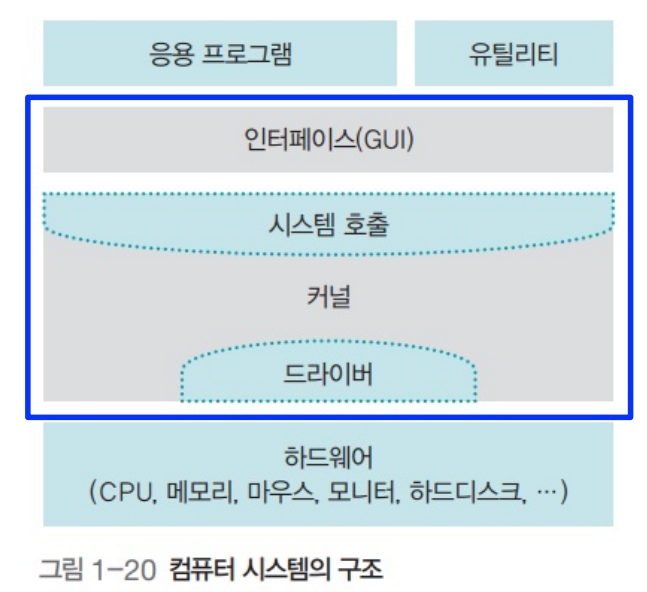 응용 프로그램 유틸리티
인터페이스(GUI)
시스템 호출
커널
드라이버
하드웨어
(CPU, 메모리, 마우스, 모니터, 하드디스크, …)
그림 1-20 컴퓨터 시스템의 구조